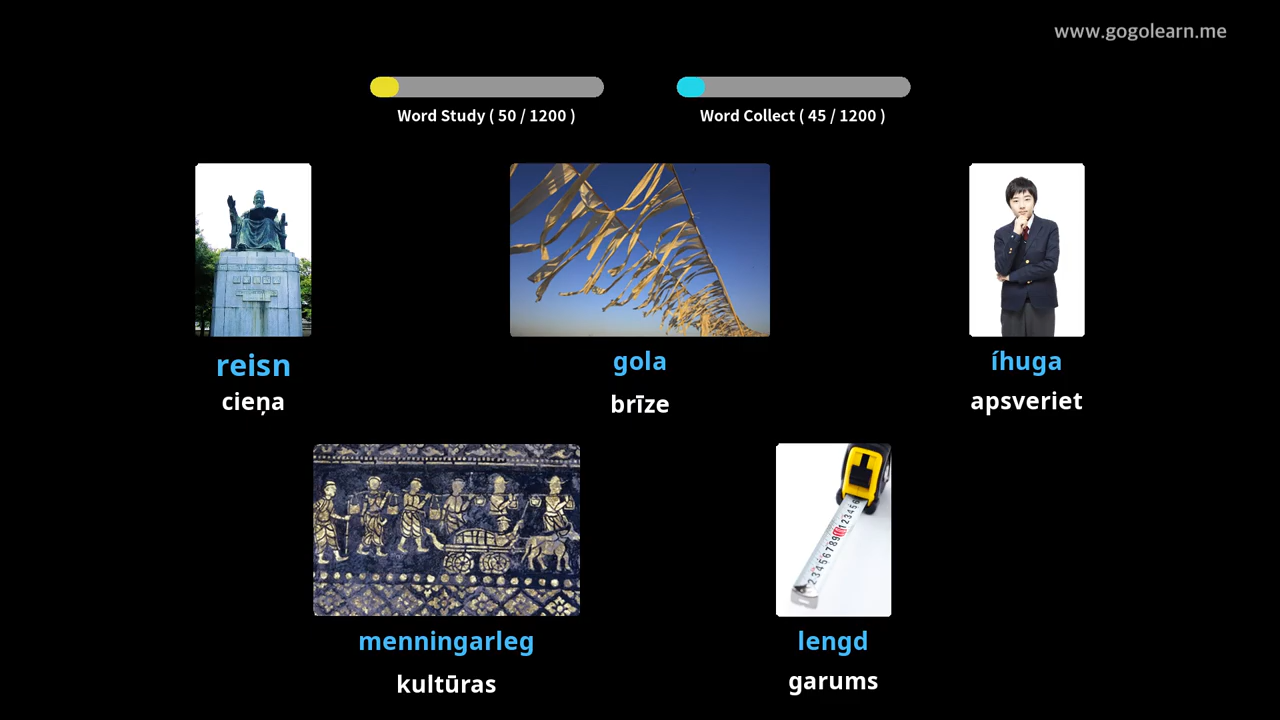 www.gogolearn.me
Word Study ( 50 / 1200 )
Word Collect ( 45 / 1200 )
reisn
cieņa
gola
brīze
íhuga
apsveriet
menningarleg
kultūras
lengd
garums